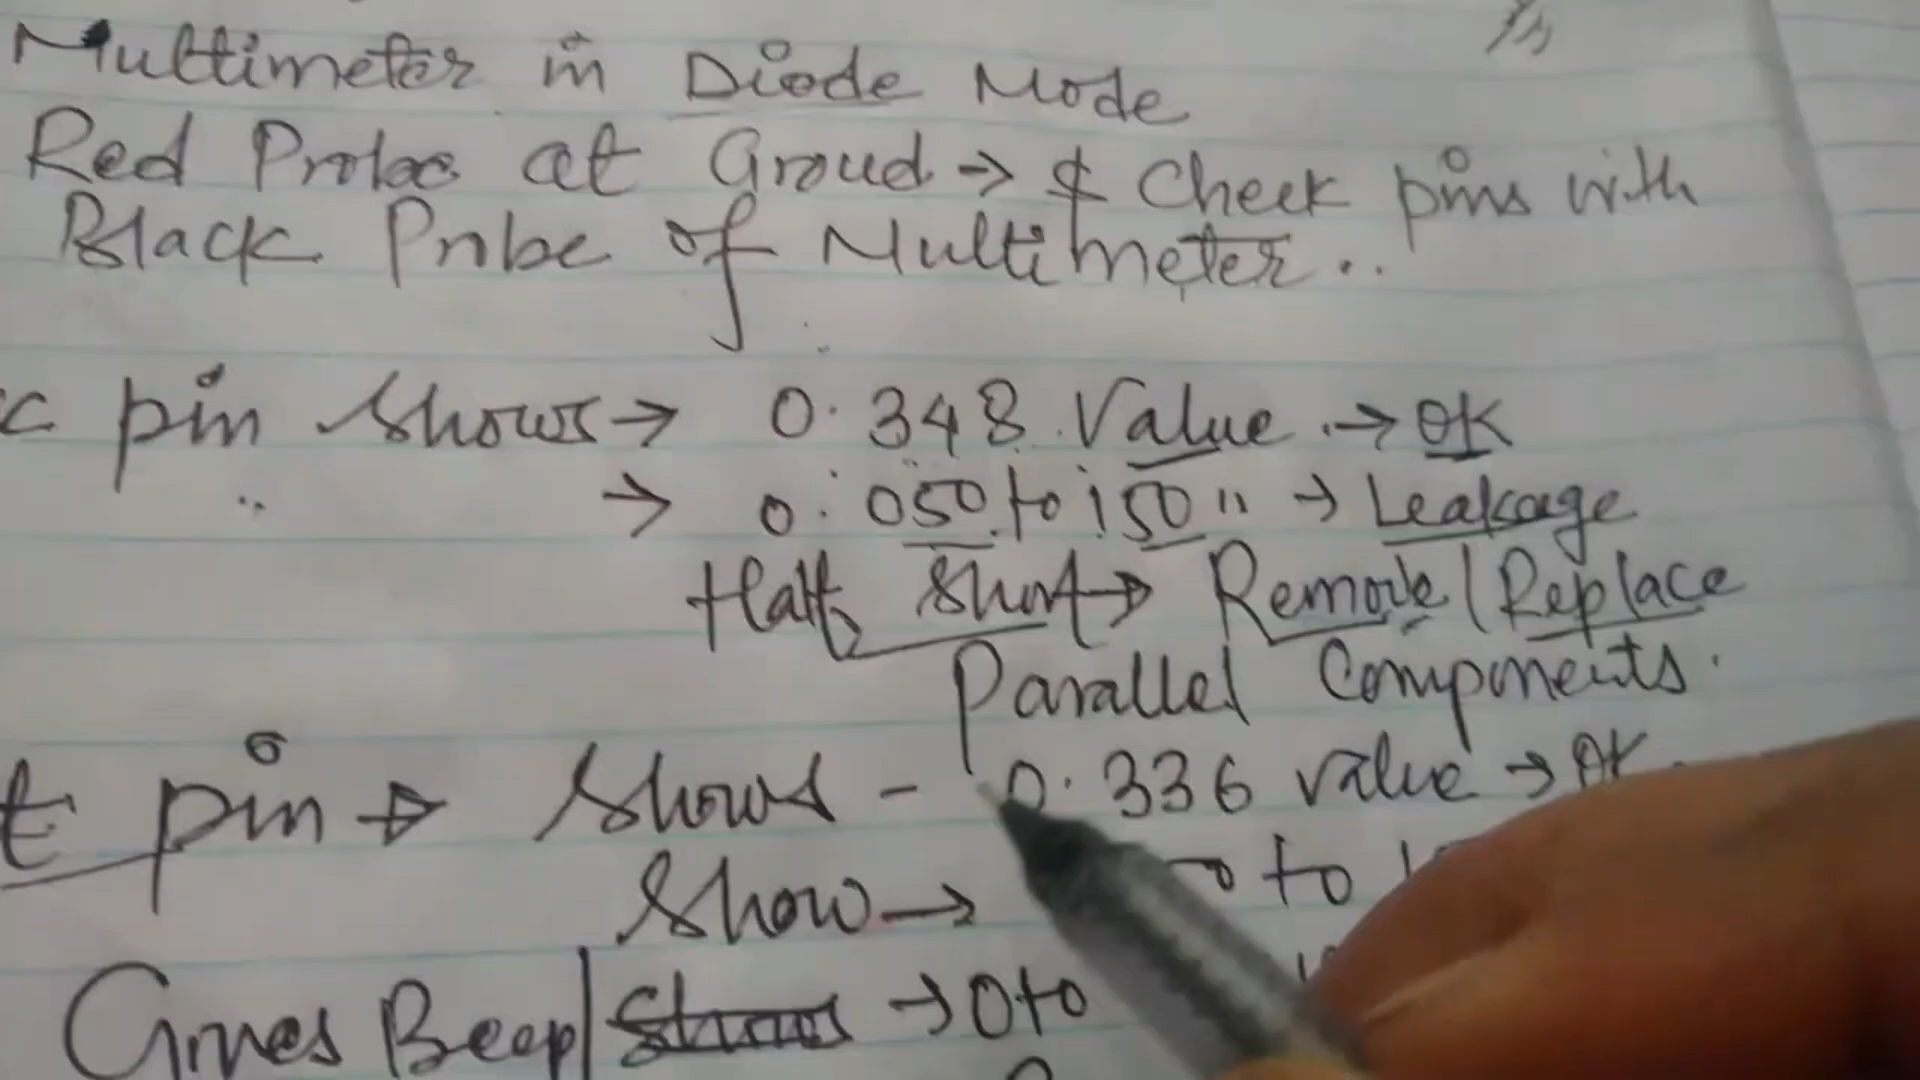 Multimeter in Diode Mode
Red Probe at Groud → & Check pins with
Black Probe of Multimeter..
c pin shows → 0.348 Value → OK
" → 0.050 to 150 " → Leakage
Half Short → Remove / Replace
Parallel Components.
t pin → Shows - 0.336 value → OK
Show → 0 to
Gives Beep / Shows → 0 to